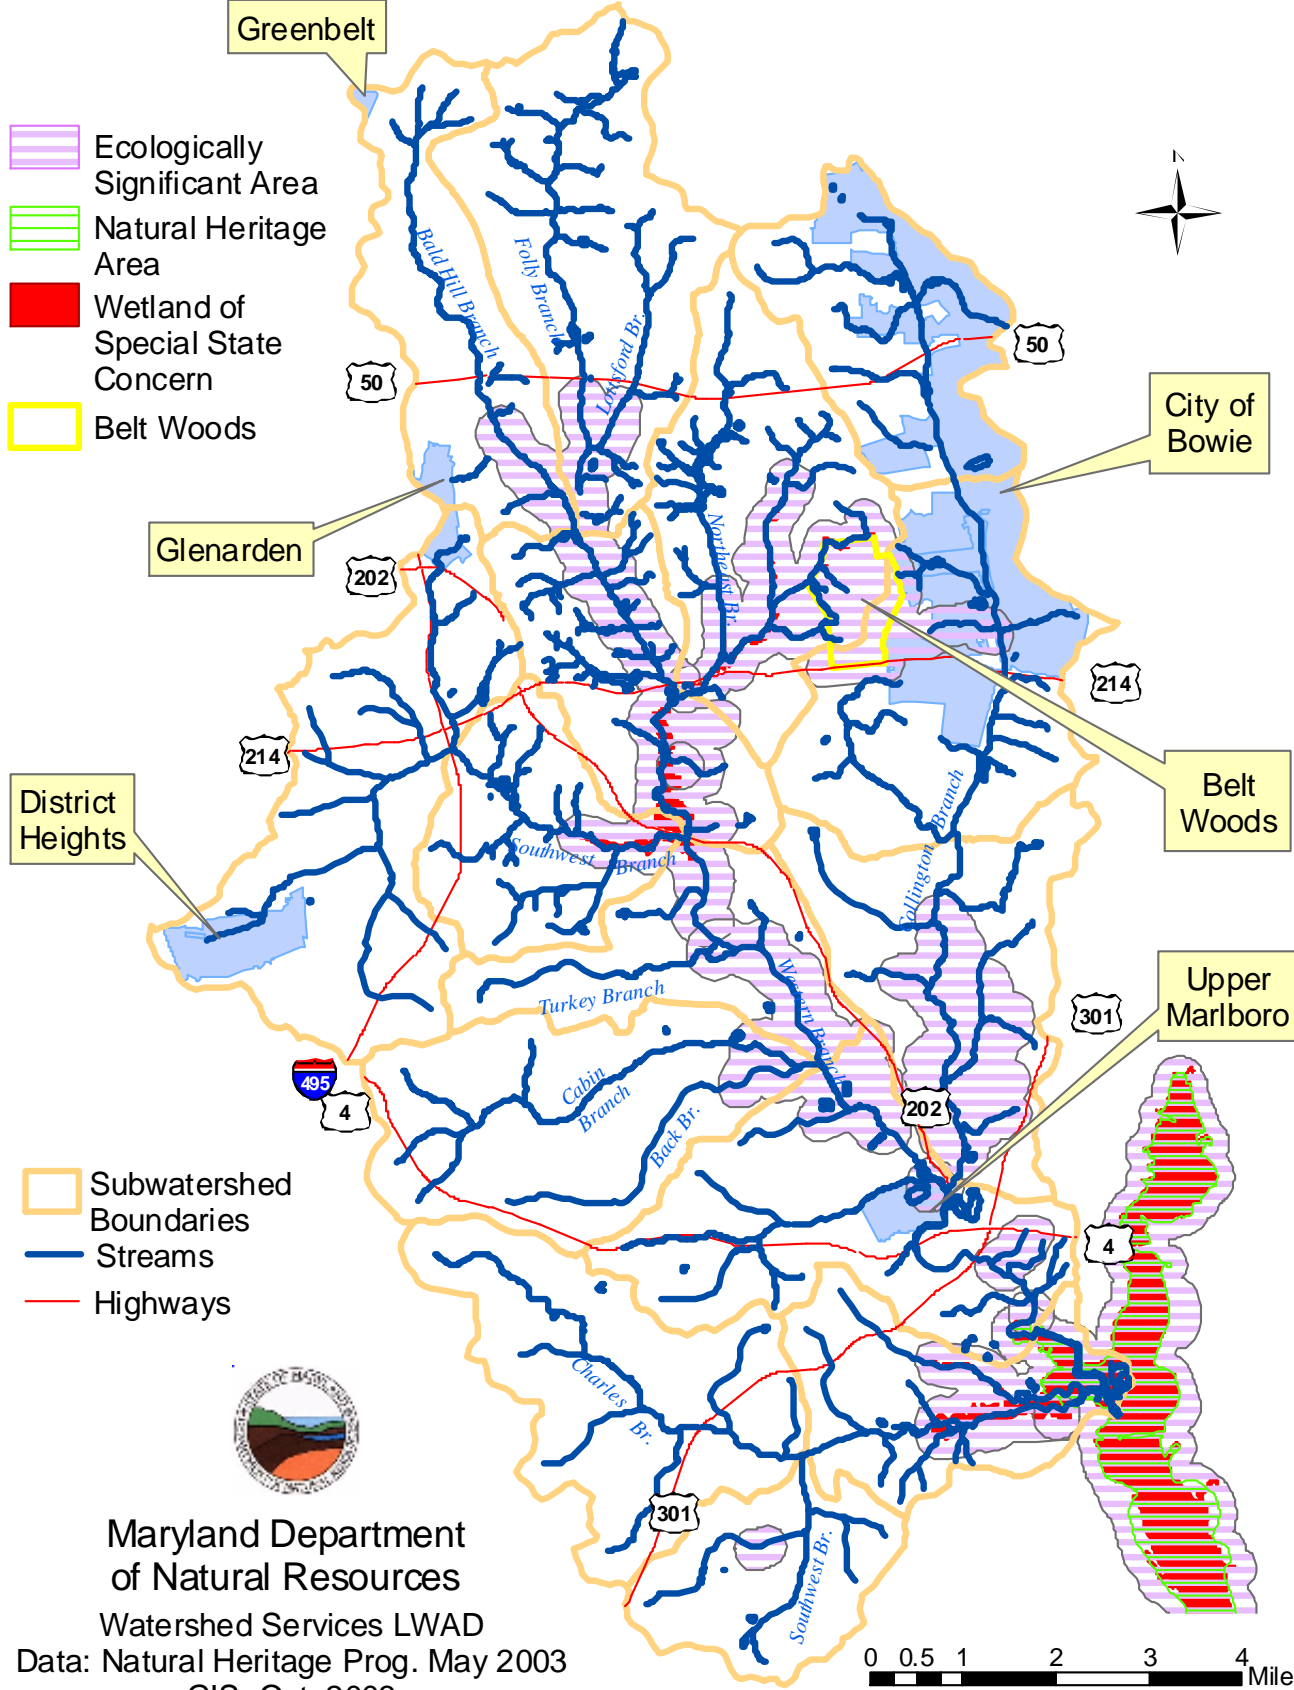 Greenbelt
Ecologically
Significant Area
Natural Heritage
Area
Wetland of
Special State
Concern
Belt Woods
N
Bald Hill Branch
Folly Branch
Lottsford Br.
50
50
City of
Bowie
Glenarden
202
Northeast Br.
214
214
District
Heights
Belt
Woods
Southwest Branch
Collington Branch
Turkey Branch
Western Branch
Upper
Marlboro
301
495
4
Cabin
Branch
Back Br.
202
Subwatershed
Boundaries
Streams
Highways
4
Charles Br.
301
Southwest Br.
Maryland Department
of Natural Resources
Watershed Services LWAD
Data: Natural Heritage Prog. May 2003
0 0.5 1 2 3 4 Mile